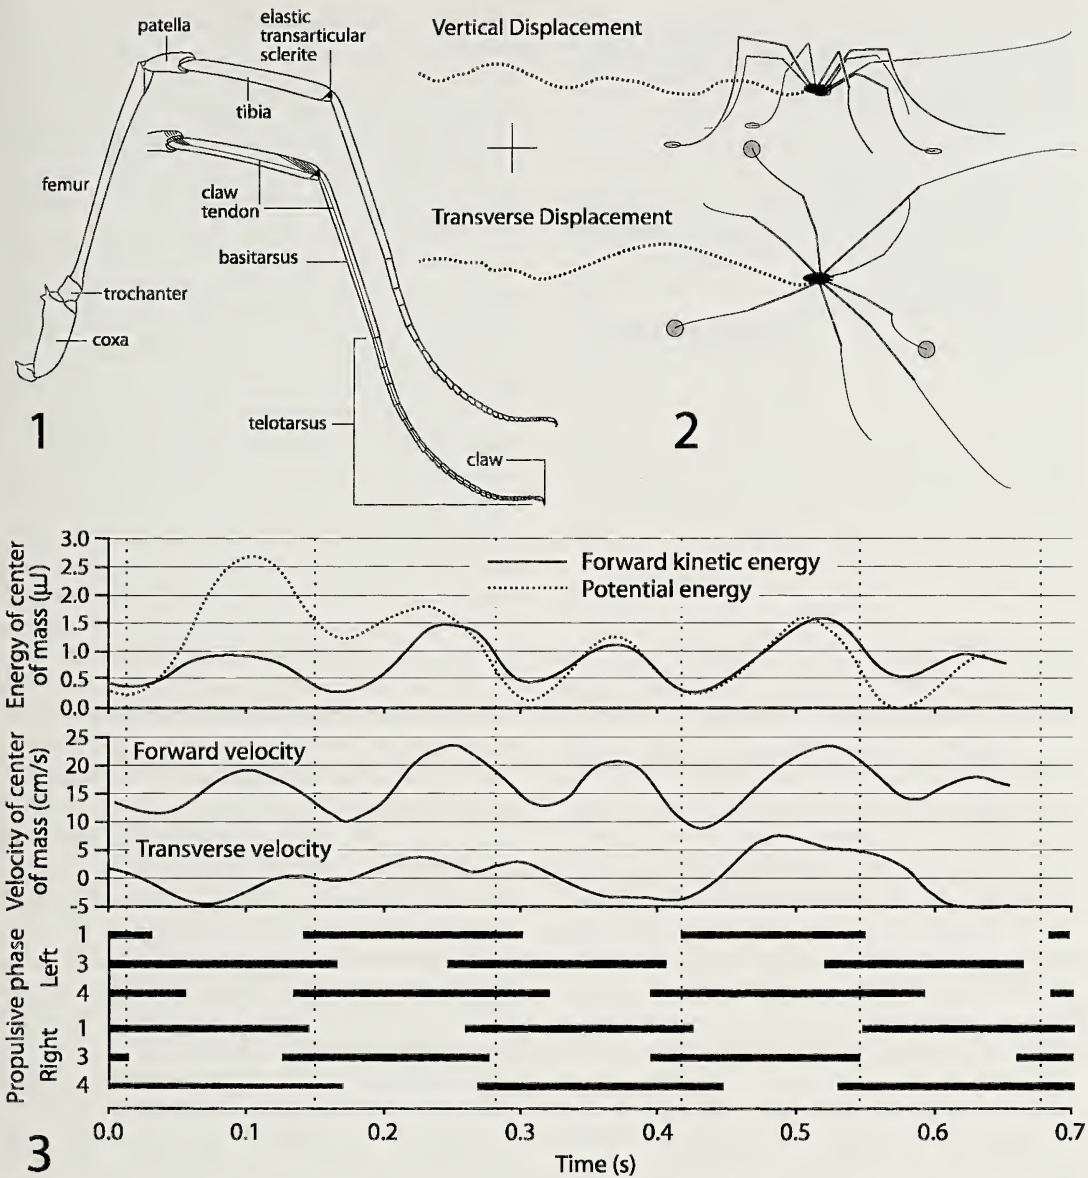 patella
elastic
transarticular
sclerite
tibia
femur
claw
tendon
basitarsus
trochanter
coxa
telotarsus
claw
1
Vertical Displacement
Transverse Displacement
2
Energy of center
of mass (µJ)
3.0
2.5
2.0
1.5
1.0
0.5
0.0
Forward kinetic energy
Potential energy
Velocity of center
of mass (cm/s)
25
20
15
10
5
0
-5
Forward velocity
Transverse velocity
Propulsive phase
Left
1
3
4
Right
1
3
4
0.0 0.1 0.2 0.3 0.4 0.5 0.6 0.7
Time (s)
3